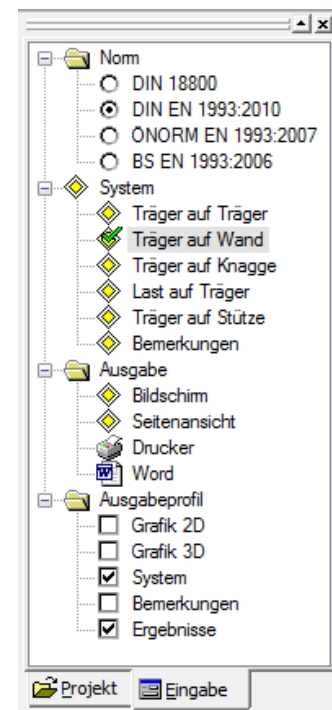 Norm
DIN 18800
DIN EN 1993:2010
ÖNORM EN 1993:2007
BS EN 1993:2006
System
Träger auf Träger
Träger auf Wand
Träger auf Knagge
Last auf Träger
Träger auf Stütze
Bemerkungen
Ausgabe
Bildschirm
Seitenansicht
Drucker
Word
Ausgabeprofil
Grafik 2D
Grafik 3D
System
Bemerkungen
Ergebnisse
Projekt Eingabe